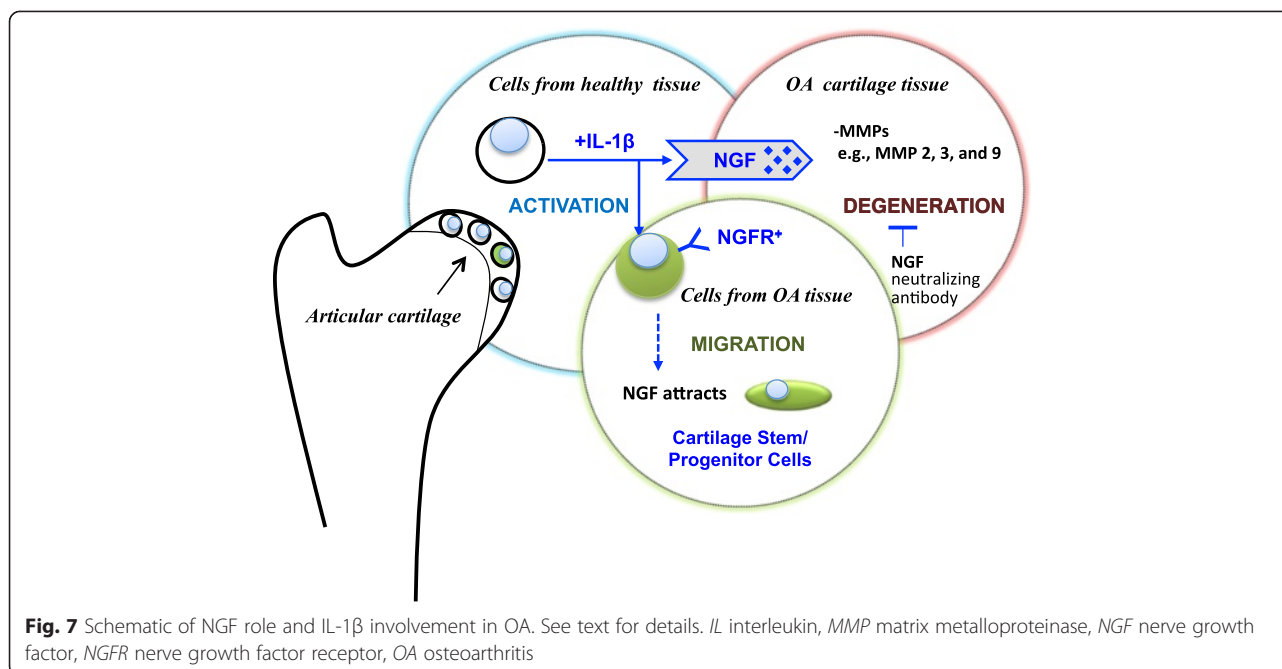 Cells from healthy tissue
OA cartilage tissue
+IL-1β
NGF
-MMPs
e.g., MMP 2, 3, and 9
ACTIVATION
DEGENERATION
NGFR+
NGF
neutralizing
antibody
Cells from OA tissue
Articular cartilage
MIGRATION
NGF attracts
Cartilage Stem/
Progenitor Cells
Fig. 7 Schematic of NGF role and IL-1β involvement in OA. See text for details. IL interleukin, MMP matrix metalloproteinase, NGF nerve growth
factor, NGFR nerve growth factor receptor, OA osteoarthritis